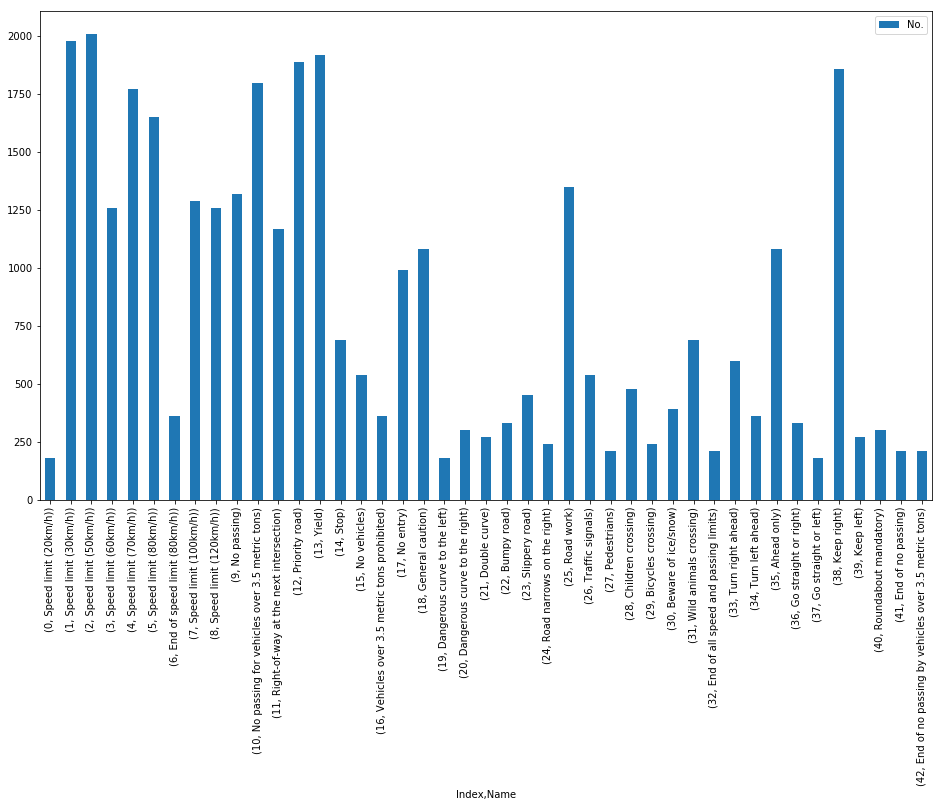 No.
2000
1750
1500
1250
1000
750
500
250
0
(0, Speed limit (20km/h))
(1, Speed limit (30km/h))
(2, Speed limit (50km/h))
(3, Speed limit (60km/h))
(4, Speed limit (70km/h))
(5, Speed limit (80km/h))
(6, End of speed limit (80km/h))
(7, Speed limit (100km/h))
(8, Speed limit (120km/h))
(9, No passing)
(10, No passing for vehicles over 3.5 metric tons)
(11, Right-of-way at the next intersection)
(12, Priority road)
(13, Yield)
(14, Stop)
(15, No vehicles)
(16, Vehicles over 3.5 metric tons prohibited)
(17, No entry)
(18, General caution)
(19, Dangerous curve to the left)
(20, Dangerous curve to the right)
(21, Double curve)
(22, Bumpy road)
(23, Slippery road)
(24, Road narrows on the right)
(25, Road work)
(26, Traffic signals)
(27, Pedestrians)
(28, Children crossing)
(29, Bicycles crossing)
(30, Beware of ice/snow)
(31, Wild animals crossing)
(32, End of all speed and passing limits)
(33, Turn right ahead)
(34, Turn left ahead)
(35, Ahead only)
(36, Go straight or right)
(37, Go straight or left)
(38, Keep right)
(39, Keep left)
(40, Roundabout mandatory)
(41, End of no passing)
(42, End of no passing by vehicles over 3.5 metric tons)
Index,Name